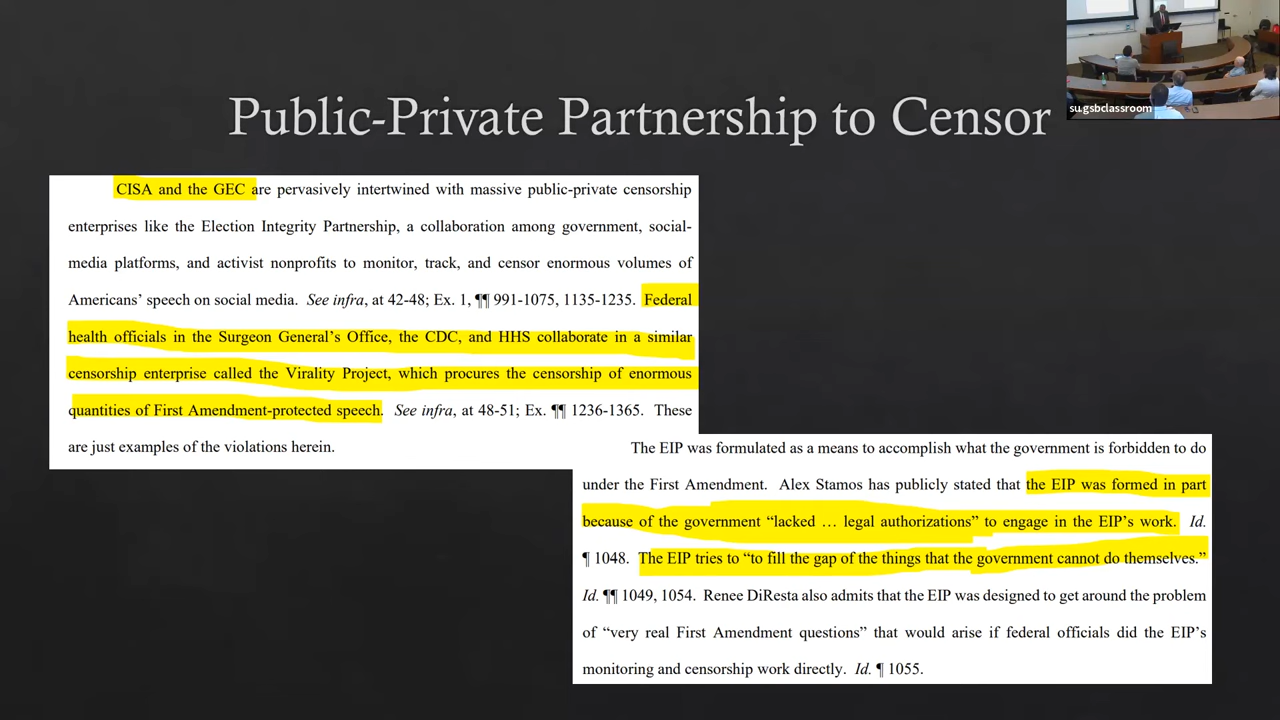 Public-Private Partnership to Censor
su.gsbclassroom
CISA and the GEC are pervasively intertwined with massive public-private censorship
enterprises like the Election Integrity Partnership, a collaboration among government, social-
media platforms, and activist nonprofits to monitor, track, and censor enormous volumes of
Americans’ speech on social media. See infra, at 42-48; Ex. 1, ¶¶ 991-1075, 1135-1235. Federal
health officials in the Surgeon General’s Office, the CDC, and HHS collaborate in a similar
censorship enterprise called the Virality Project, which procures the censorship of enormous
quantities of First Amendment-protected speech. See infra, at 48-51; Ex. ¶¶ 1236-1365. These
are just examples of the violations herein.
The EIP was formulated as a means to accomplish what the government is forbidden to do
under the First Amendment. Alex Stamos has publicly stated that the EIP was formed in part
because of the government “lacked … legal authorizations” to engage in the EIP’s work. Id.
¶ 1048. The EIP tries to “to fill the gap of the things that the government cannot do themselves.”
Id. ¶¶ 1049, 1054. Renee DiResta also admits that the EIP was designed to get around the problem
of “very real First Amendment questions” that would arise if federal officials did the EIP’s
monitoring and censorship work directly. Id. ¶ 1055.